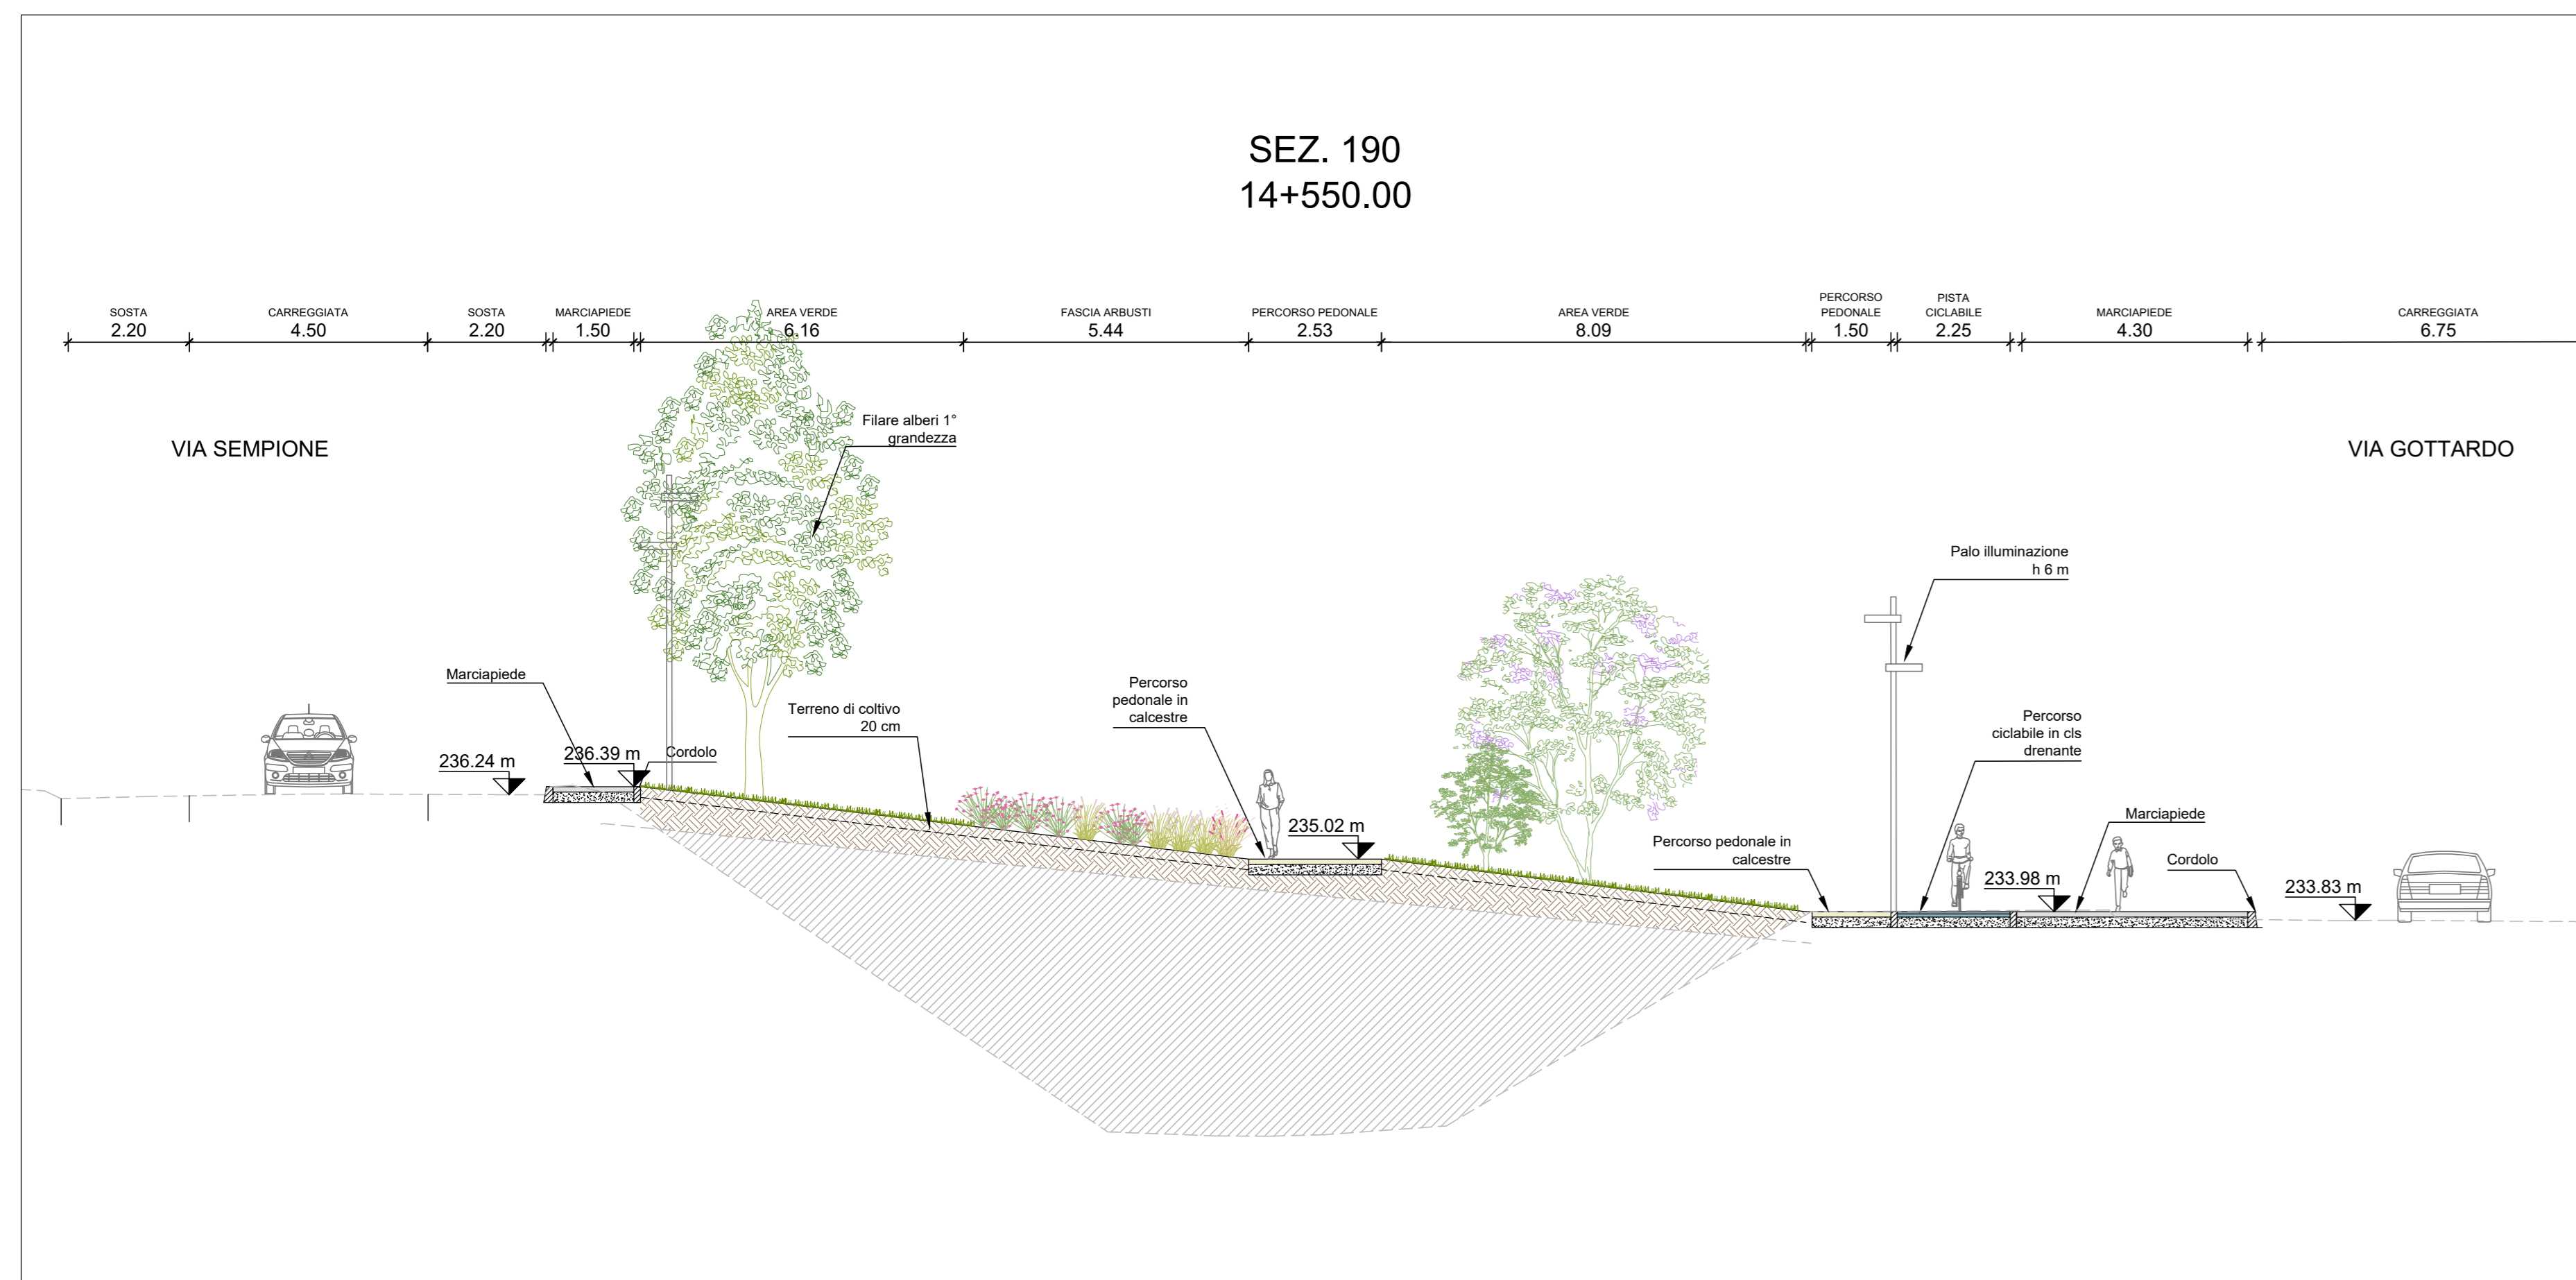 SEZ. 190
14+550.00
SOSTA
2.20
CARREGGIATA
4.50
SOSTA
2.20
MARCIAPIEDE
1.50
AREA VERDE
6.16
FASCIA ARBUSTI
5.44
PERCORSO PEDONALE
2.53
AREA VERDE
8.09
PERCORSO
PEDONALE
1.50
PISTA
CICLABILE
2.25
MARCIAPIEDE
4.30
CARREGGIATA
6.75
VIA SEMPIONE
Filare alberi 1°
grandezza
VIA GOTTARDO
Palo illuminazione
h 6 m
Marciapiede
Terreno di coltivo
20 cm
Percorso
pedonale in
calcestre
Percorso
ciclabile in cls
drenante
236.24 m
236.39 m
Cordolo
235.02 m
Percorso pedonale in
calcestre
Marciapiede
Cordolo
233.98 m
233.83 m